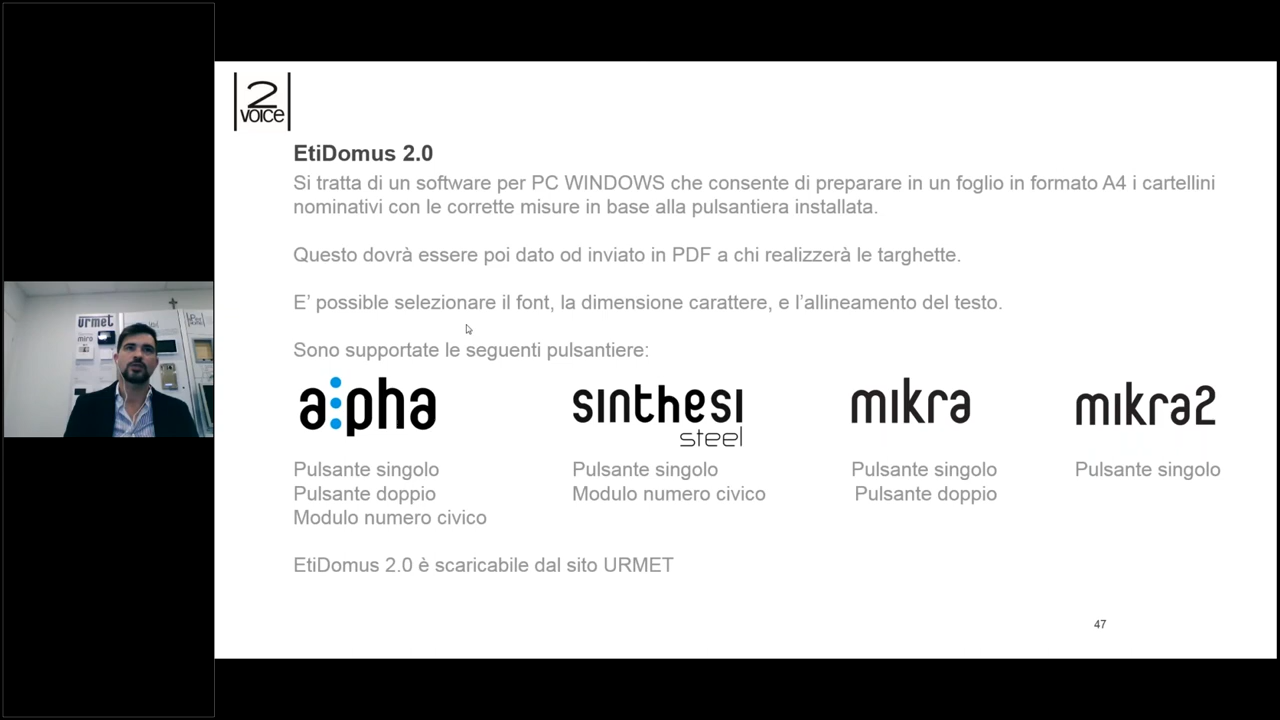 2
VOICE
EtiDomus 2.0
Si tratta di un software per PC WINDOWS che consente di preparare in un foglio in formato A4 i cartellini
nominativi con le corrette misure in base alla pulsantiera installata.
Questo dovrà essere poi dato od inviato in PDF a chi realizzerà le targhette.
E’ possible selezionare il font, la dimensione carattere, e l’allineamento del testo.
Sono supportate le seguenti pulsantiere:
alpha sinthesi mikra mikra2
steel
Pulsante singolo Pulsante singolo Pulsante singolo Pulsante singolo
Pulsante doppio Modulo numero civico Pulsante doppio
Modulo numero civico
EtiDomus 2.0 è scaricabile dal sito URMET
47
urmet
miro